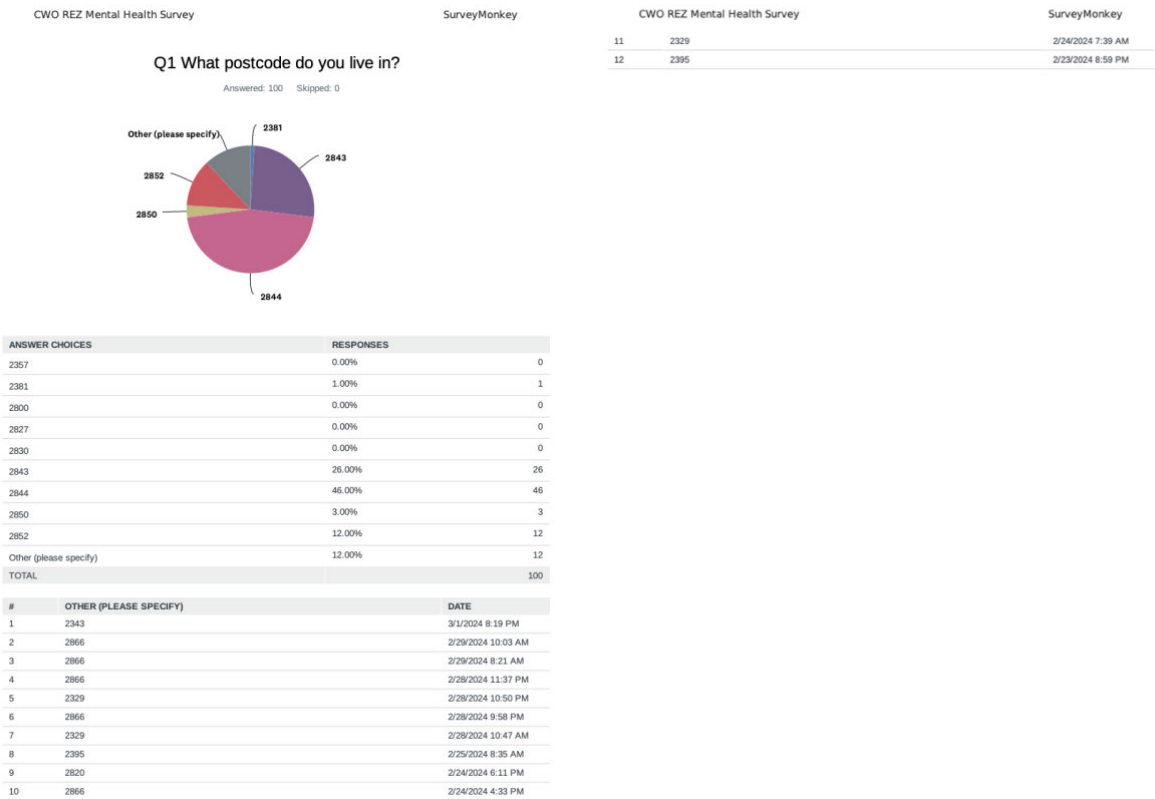 CWO REZ Mental Health Survey SurveyMonkey
Q1 What postcode do you live in?
Answered: 100 Skipped: 0
Other (please specify) 2381
2843
2852
2850
2844
ANSWER CHOICES RESPONSES
2357 0.00% 0
2381 1.00% 1
2800 0.00% 0
2827 0.00% 0
2830 0.00% 0
2843 26.00% 26
2844 46.00% 46
2850 3.00% 3
2852 12.00% 12
Other (please specify) 12.00% 12
TOTAL 100
# OTHER (PLEASE SPECIFY) DATE
1 2343 3/1/2024 8:19 PM
2 2866 2/29/2024 10:03 AM
3 2866 2/29/2024 8:21 AM
4 2866 2/28/2024 11:37 PM
5 2329 2/28/2024 10:50 PM
6 2866 2/28/2024 9:58 PM
7 2329 2/28/2024 10:47 AM
8 2395 2/25/2024 8:35 AM
9 2820 2/24/2024 6:11 PM
10 2866 2/24/2024 4:33 PM
CWO REZ Mental Health Survey SurveyMonkey
11 2329 2/24/2024 7:39 AM
12 2395 2/23/2024 8:59 PM